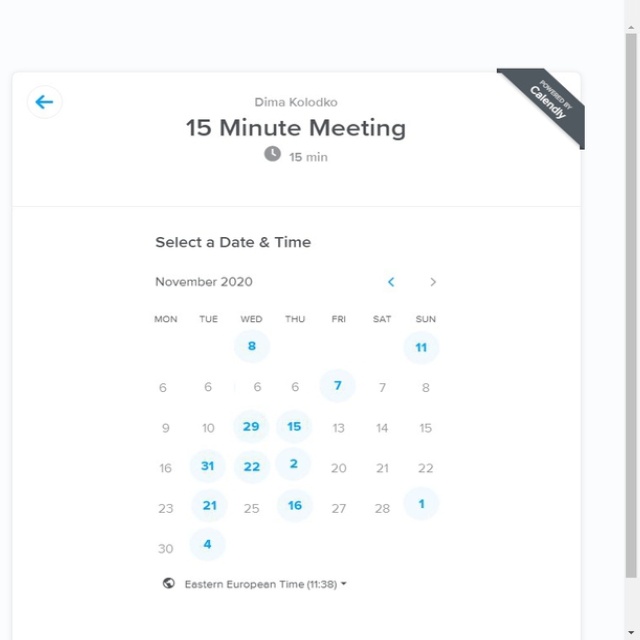 POWERED BY
Calendly
Dima Kolodko
15 Minute Meeting
15 min
Select a Date & Time
November 2020
MON TUE WED THU FRI SAT SUN
8 11
6 6 6 6 7 7 8
9 10 29 15 13 14 15
16 31 22 2 20 21 22
23 21 25 16 27 28 1
30 4
Eastern European Time (11:38)